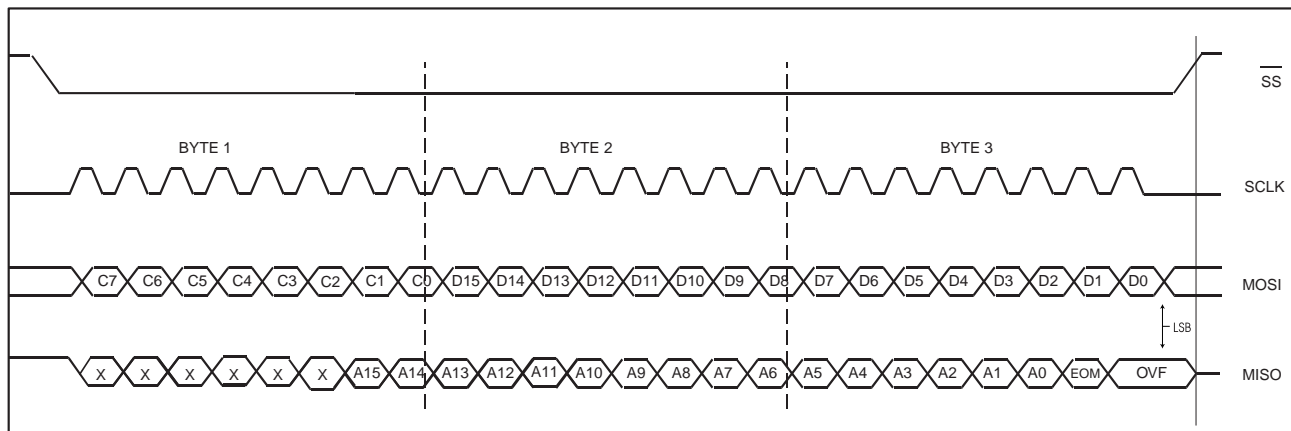 SS
BYTE 1 BYTE 2 BYTE 3
SCLK
C7 C6 C5 C4 C3 C2 C1 C0 D15 D14 D13 D12 D11 D10 D9 D8 D7 D6 D5 D4 D3 D2 D1 D0 MOSI
LSB
X X X X X X A15 A14 A13 A12 A11 A10 A9 A8 A7 A6 A5 A4 A3 A2 A1 A0 EOM OVF MISO